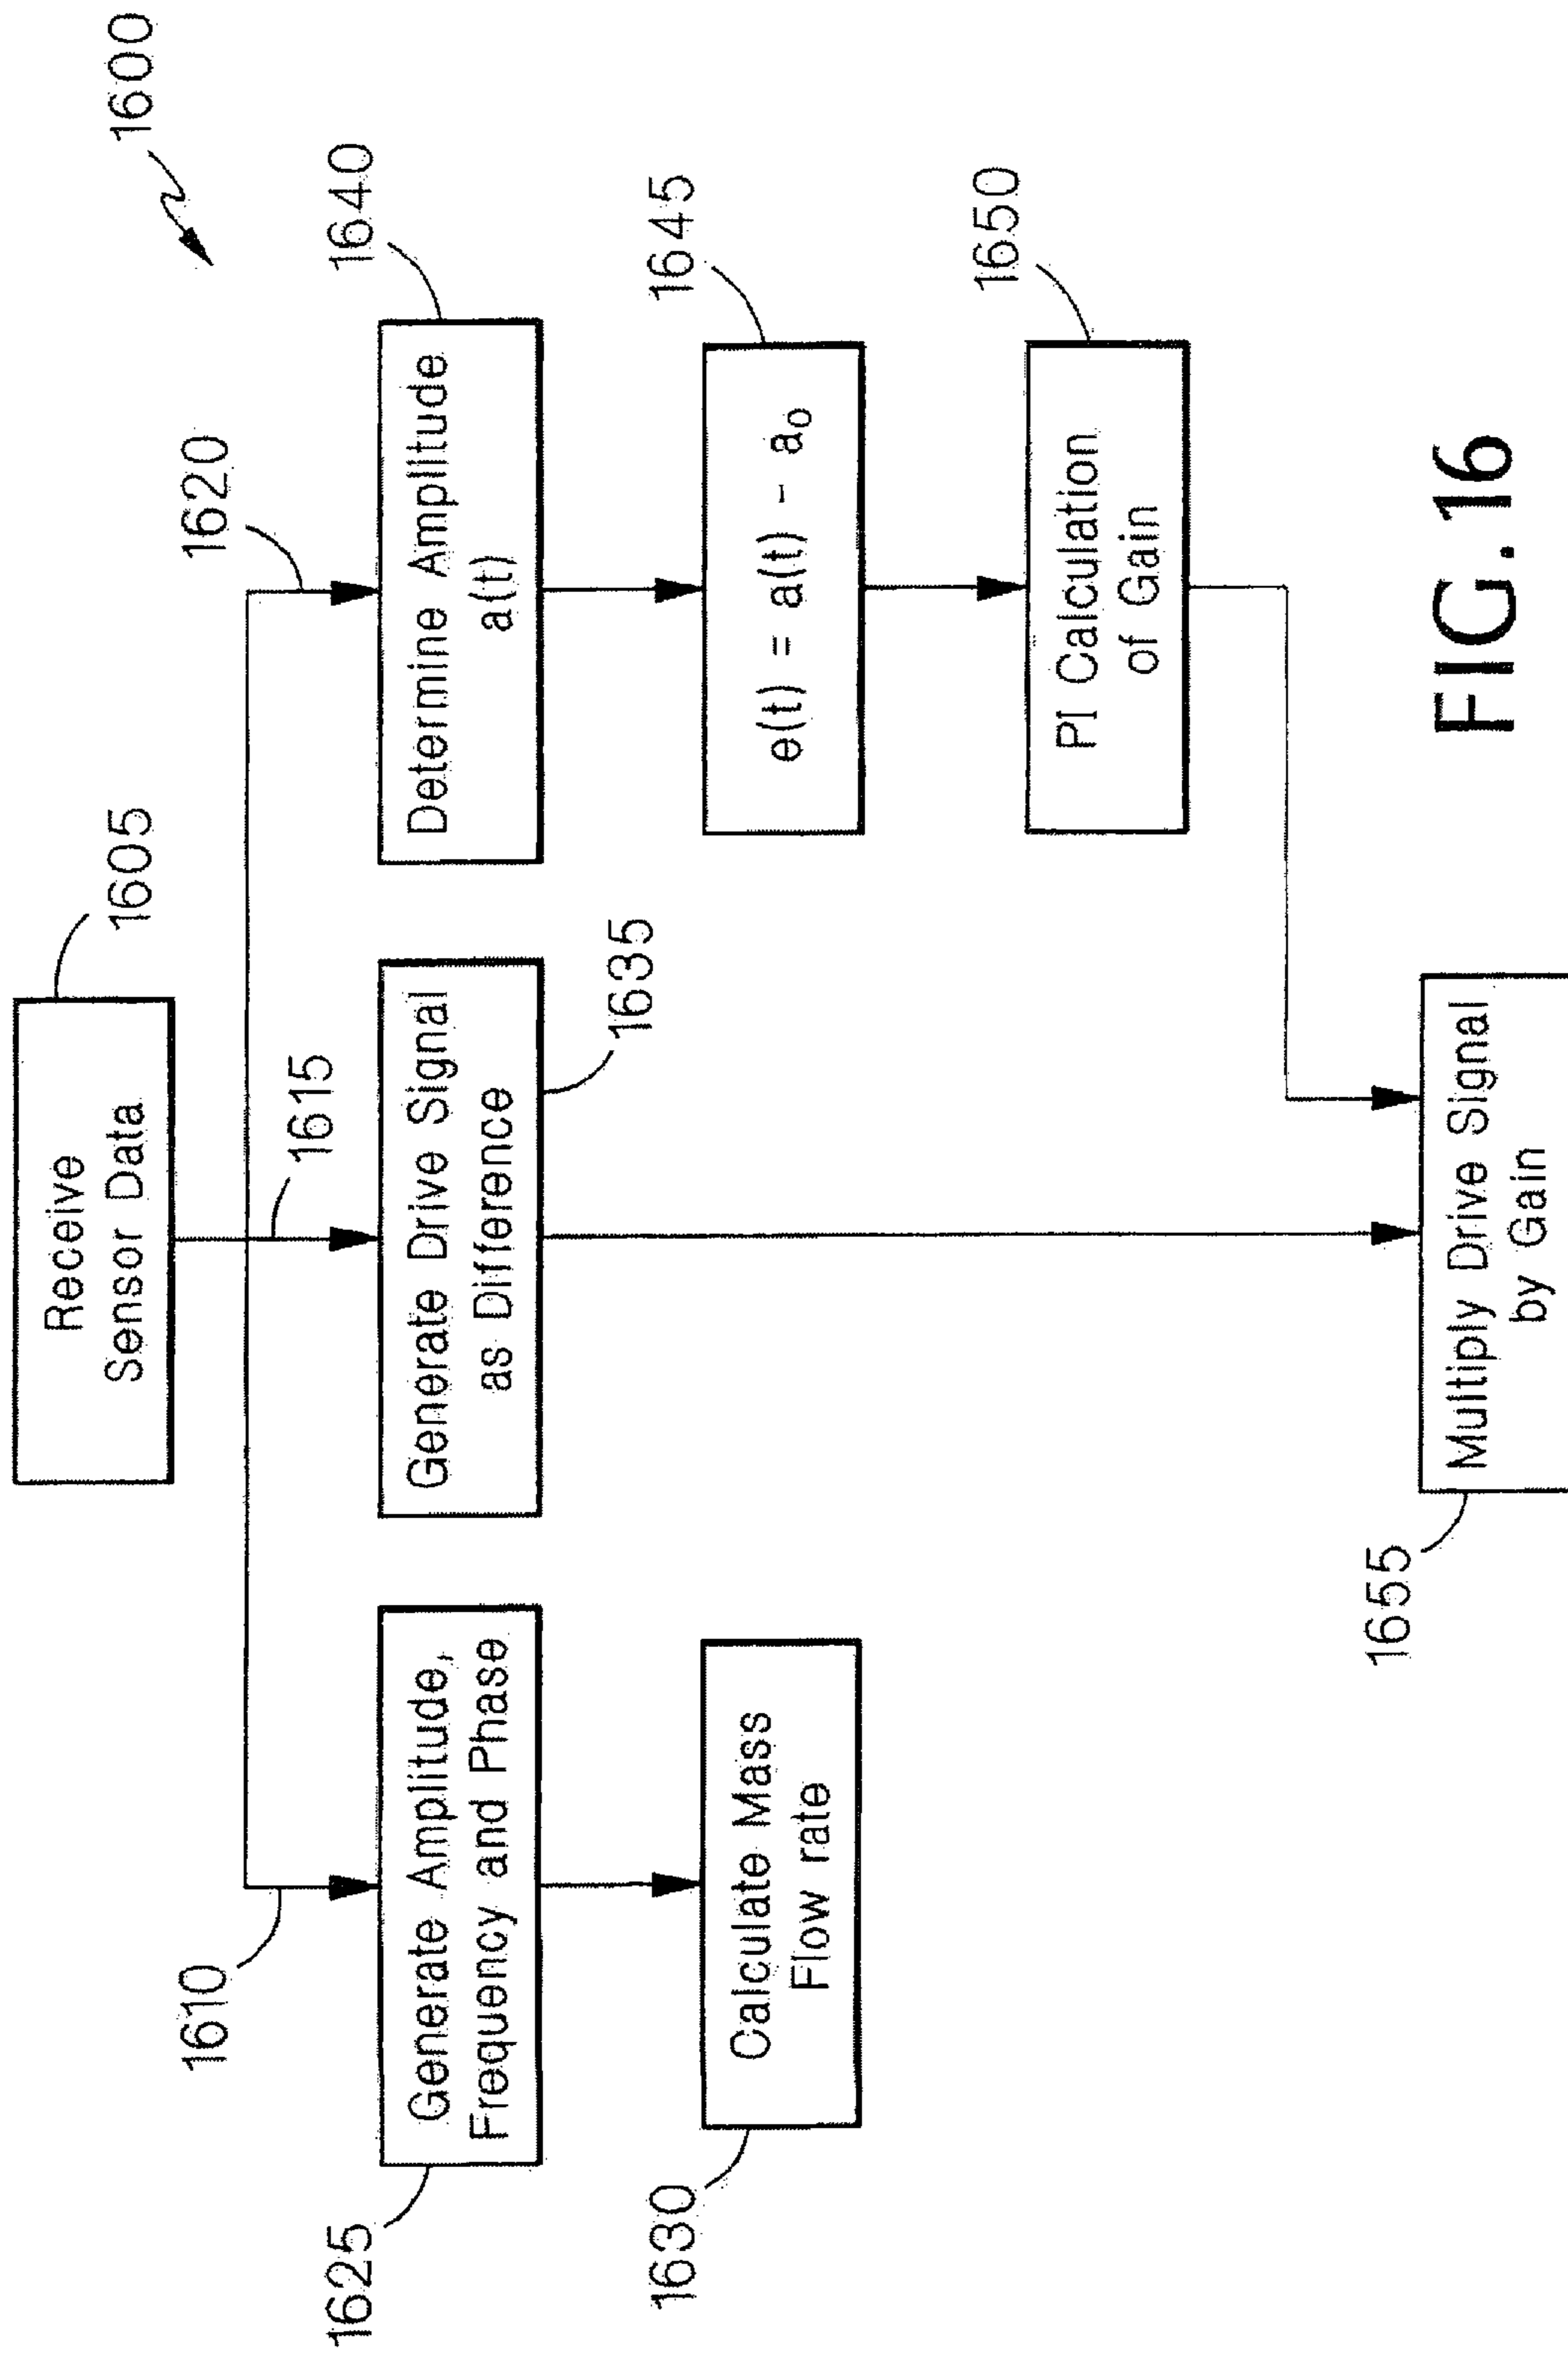 1600
Receive
Sensor Data
1605
1610
1615
1620
1625
Generate Amplitude,
Frequency and Phase
Generate Drive Signal
as Difference
1635
Determine Amplitude
a(t)
1640
1630
Calculate Mass
Flow rate
e(t) = a(t) - a₀
1645
PI Calculation
of Gain
1650
1655
Multiply Drive Signal
by Gain
FIG.16